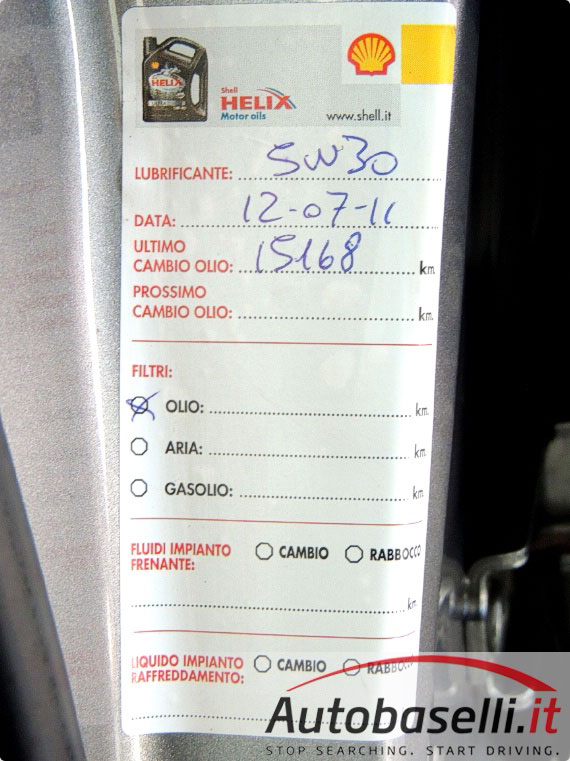 HELIX
Shell
HELIX
Motor oils
www.shell.it
LUBRIFICANTE: 5W30
DATA: 12-07-11
ULTIMO
CAMBIO OLIO: 15168 km.
PROSSIMO
CAMBIO OLIO: km.
FILTRI:
OLIO: km.
ARIA: km.
GASOLIO: km.
FLUIDI IMPIANTO CAMBIO RABBOCCO
FRENANTE:
km.
LIQUIDO IMPIANTO CAMBIO RABBOCCO
RAFFREDDAMENTO:
Autobaselli.it
STOP SEARCHING. START DRIVING.